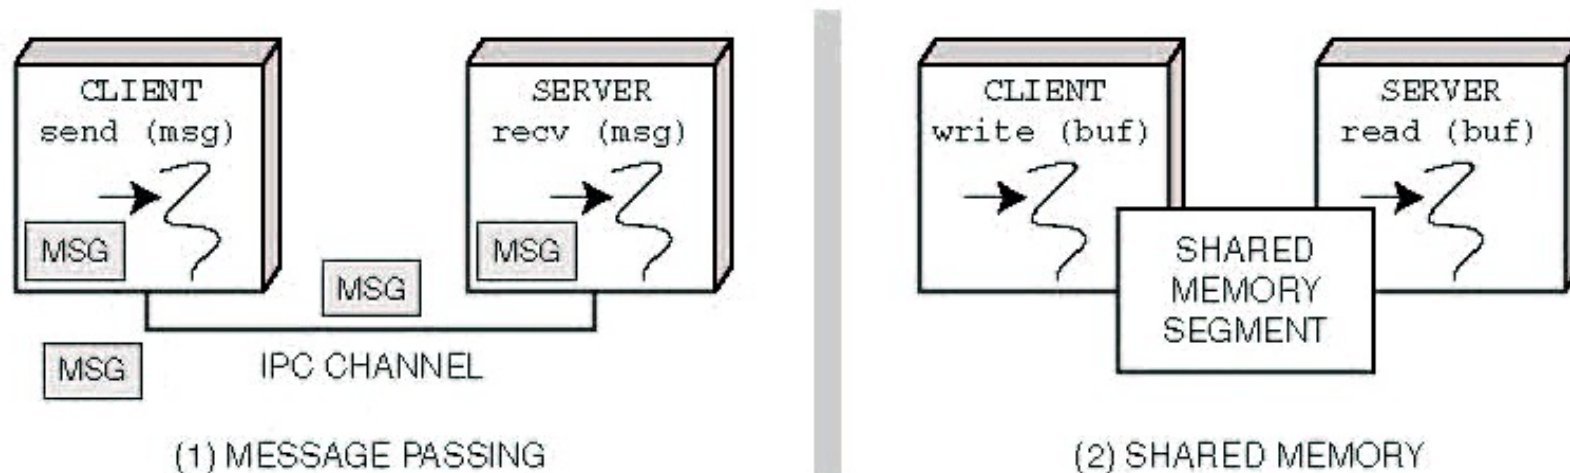 CLIENT
send (msg)
MSG
SERVER
recv (msg)
MSG
MSG
MSG
IPC CHANNEL
(1) MESSAGE PASSING
CLIENT
write (buf)
SERVER
read (buf)
SHARED
MEMORY
SEGMENT
(2) SHARED MEMORY